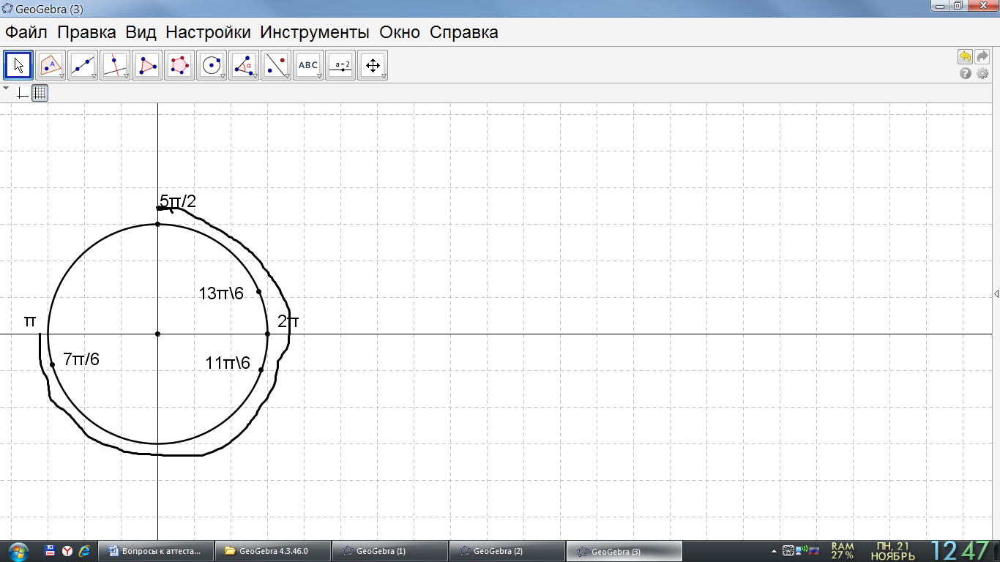 GeoGebra (3)
Файл Правка Вид Настройки Инструменты Окно Справка
A
α
ABC
a=2
5π/2
13π\6
π
2π
7π/6
11π\6
Вопросы к аттеста...
GeoGebra 4.3.46.0
GeoGebra (1)
GeoGebra (2)
GeoGebra (3)
RAM
27%
ПН, 21
НОЯБРЬ
12 47